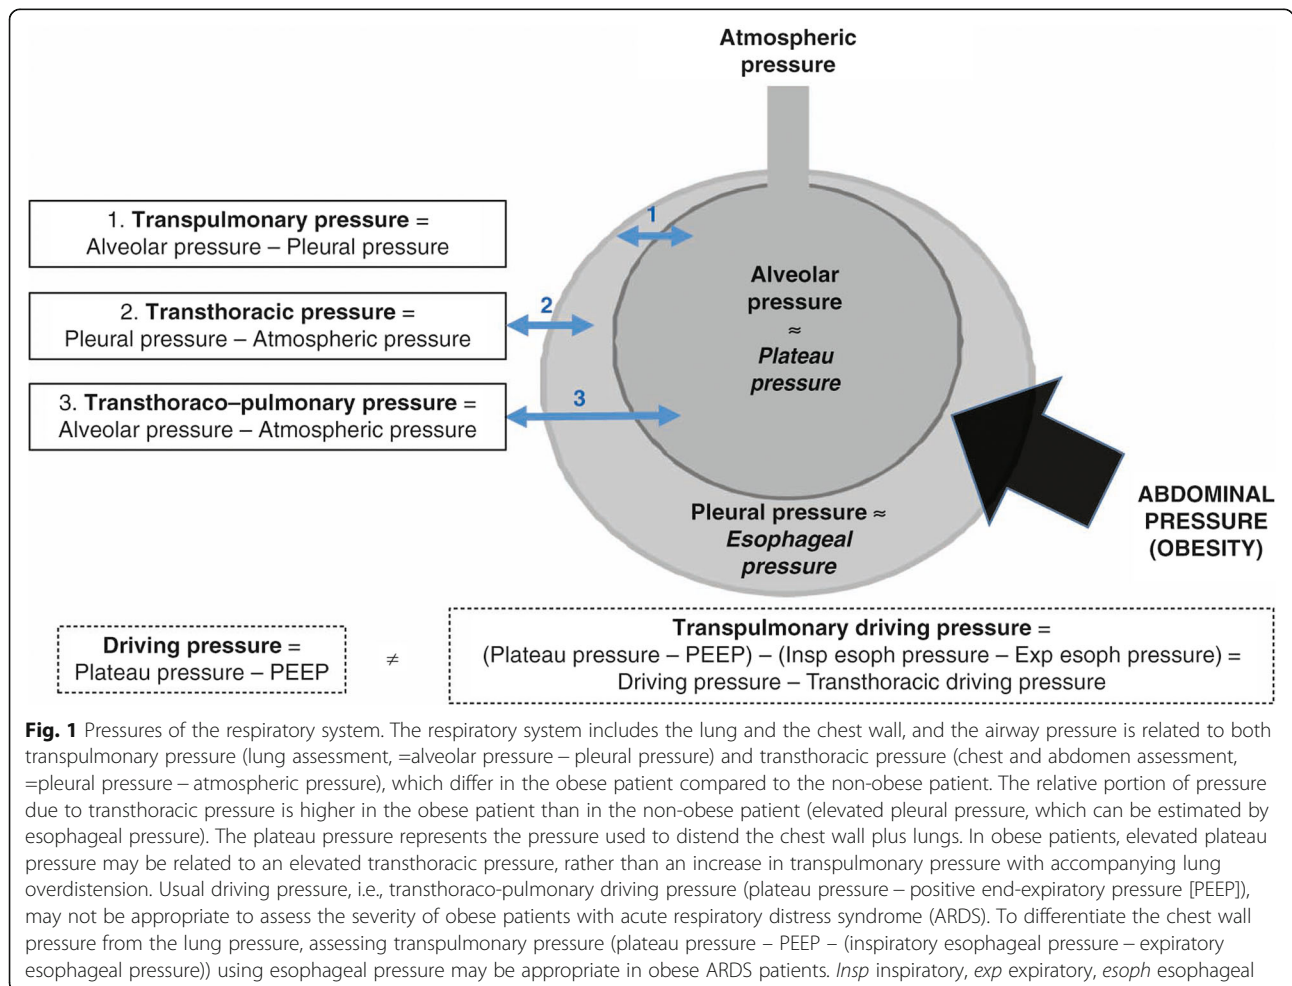 Atmospheric
pressure
1. Transpulmonary pressure =
Alveolar pressure – Pleural pressure
2. Transthoracic pressure =
Pleural pressure – Atmospheric pressure
3. Transthoraco–pulmonary pressure =
Alveolar pressure – Atmospheric pressure
1
2
3
Alveolar
pressure
≈
Plateau
pressure
Pleural pressure ≈
Esophageal
pressure
ABDOMINAL
PRESSURE
(OBESITY)
Driving pressure =
Plateau pressure – PEEP
≠
Transpulmonary driving pressure =
(Plateau pressure – PEEP) – (Insp esoph pressure – Exp esoph pressure) =
Driving pressure – Transthoracic driving pressure
Fig. 1 Pressures of the respiratory system. The respiratory system includes the lung and the chest wall, and the airway pressure is related to both
transpulmonary pressure (lung assessment, =alveolar pressure – pleural pressure) and transthoracic pressure (chest and abdomen assessment,
=pleural pressure – atmospheric pressure), which differ in the obese patient compared to the non-obese patient. The relative portion of pressure
due to transthoracic pressure is higher in the obese patient than in the non-obese patient (elevated pleural pressure, which can be estimated by
esophageal pressure). The plateau pressure represents the pressure used to distend the chest wall plus lungs. In obese patients, elevated plateau
pressure may be related to an elevated transthoracic pressure, rather than an increase in transpulmonary pressure with accompanying lung
overdistension. Usual driving pressure, i.e., transthoraco-pulmonary driving pressure (plateau pressure – positive end-expiratory pressure [PEEP]),
may not be appropriate to assess the severity of obese patients with acute respiratory distress syndrome (ARDS). To differentiate the chest wall
pressure from the lung pressure, assessing transpulmonary pressure (plateau pressure – PEEP – (inspiratory esophageal pressure – expiratory
esophageal pressure)) using esophageal pressure may be appropriate in obese ARDS patients. Insp inspiratory, exp expiratory, esoph esophageal